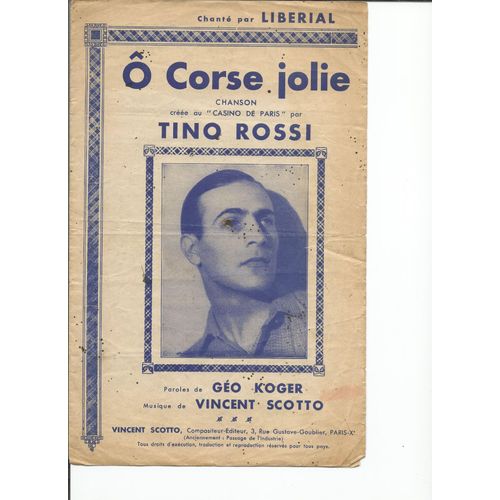 Chanté par LIBERIAL
Ô Corse jolie
CHANSON
créée au "CASINO DE PARIS" par
TINO ROSSI
Paroles de GÉO KOGER
Musique de VINCENT SCOTTO
VINCENT SCOTTO, Compositeur-Editeur, 3, Rue Gustave-Goublier, PARIS-Xᵉ
(Anciennement : Passage de l'Industrie)
Tous droits d'exécution, traduction et reproduction réservés pour tous pays.